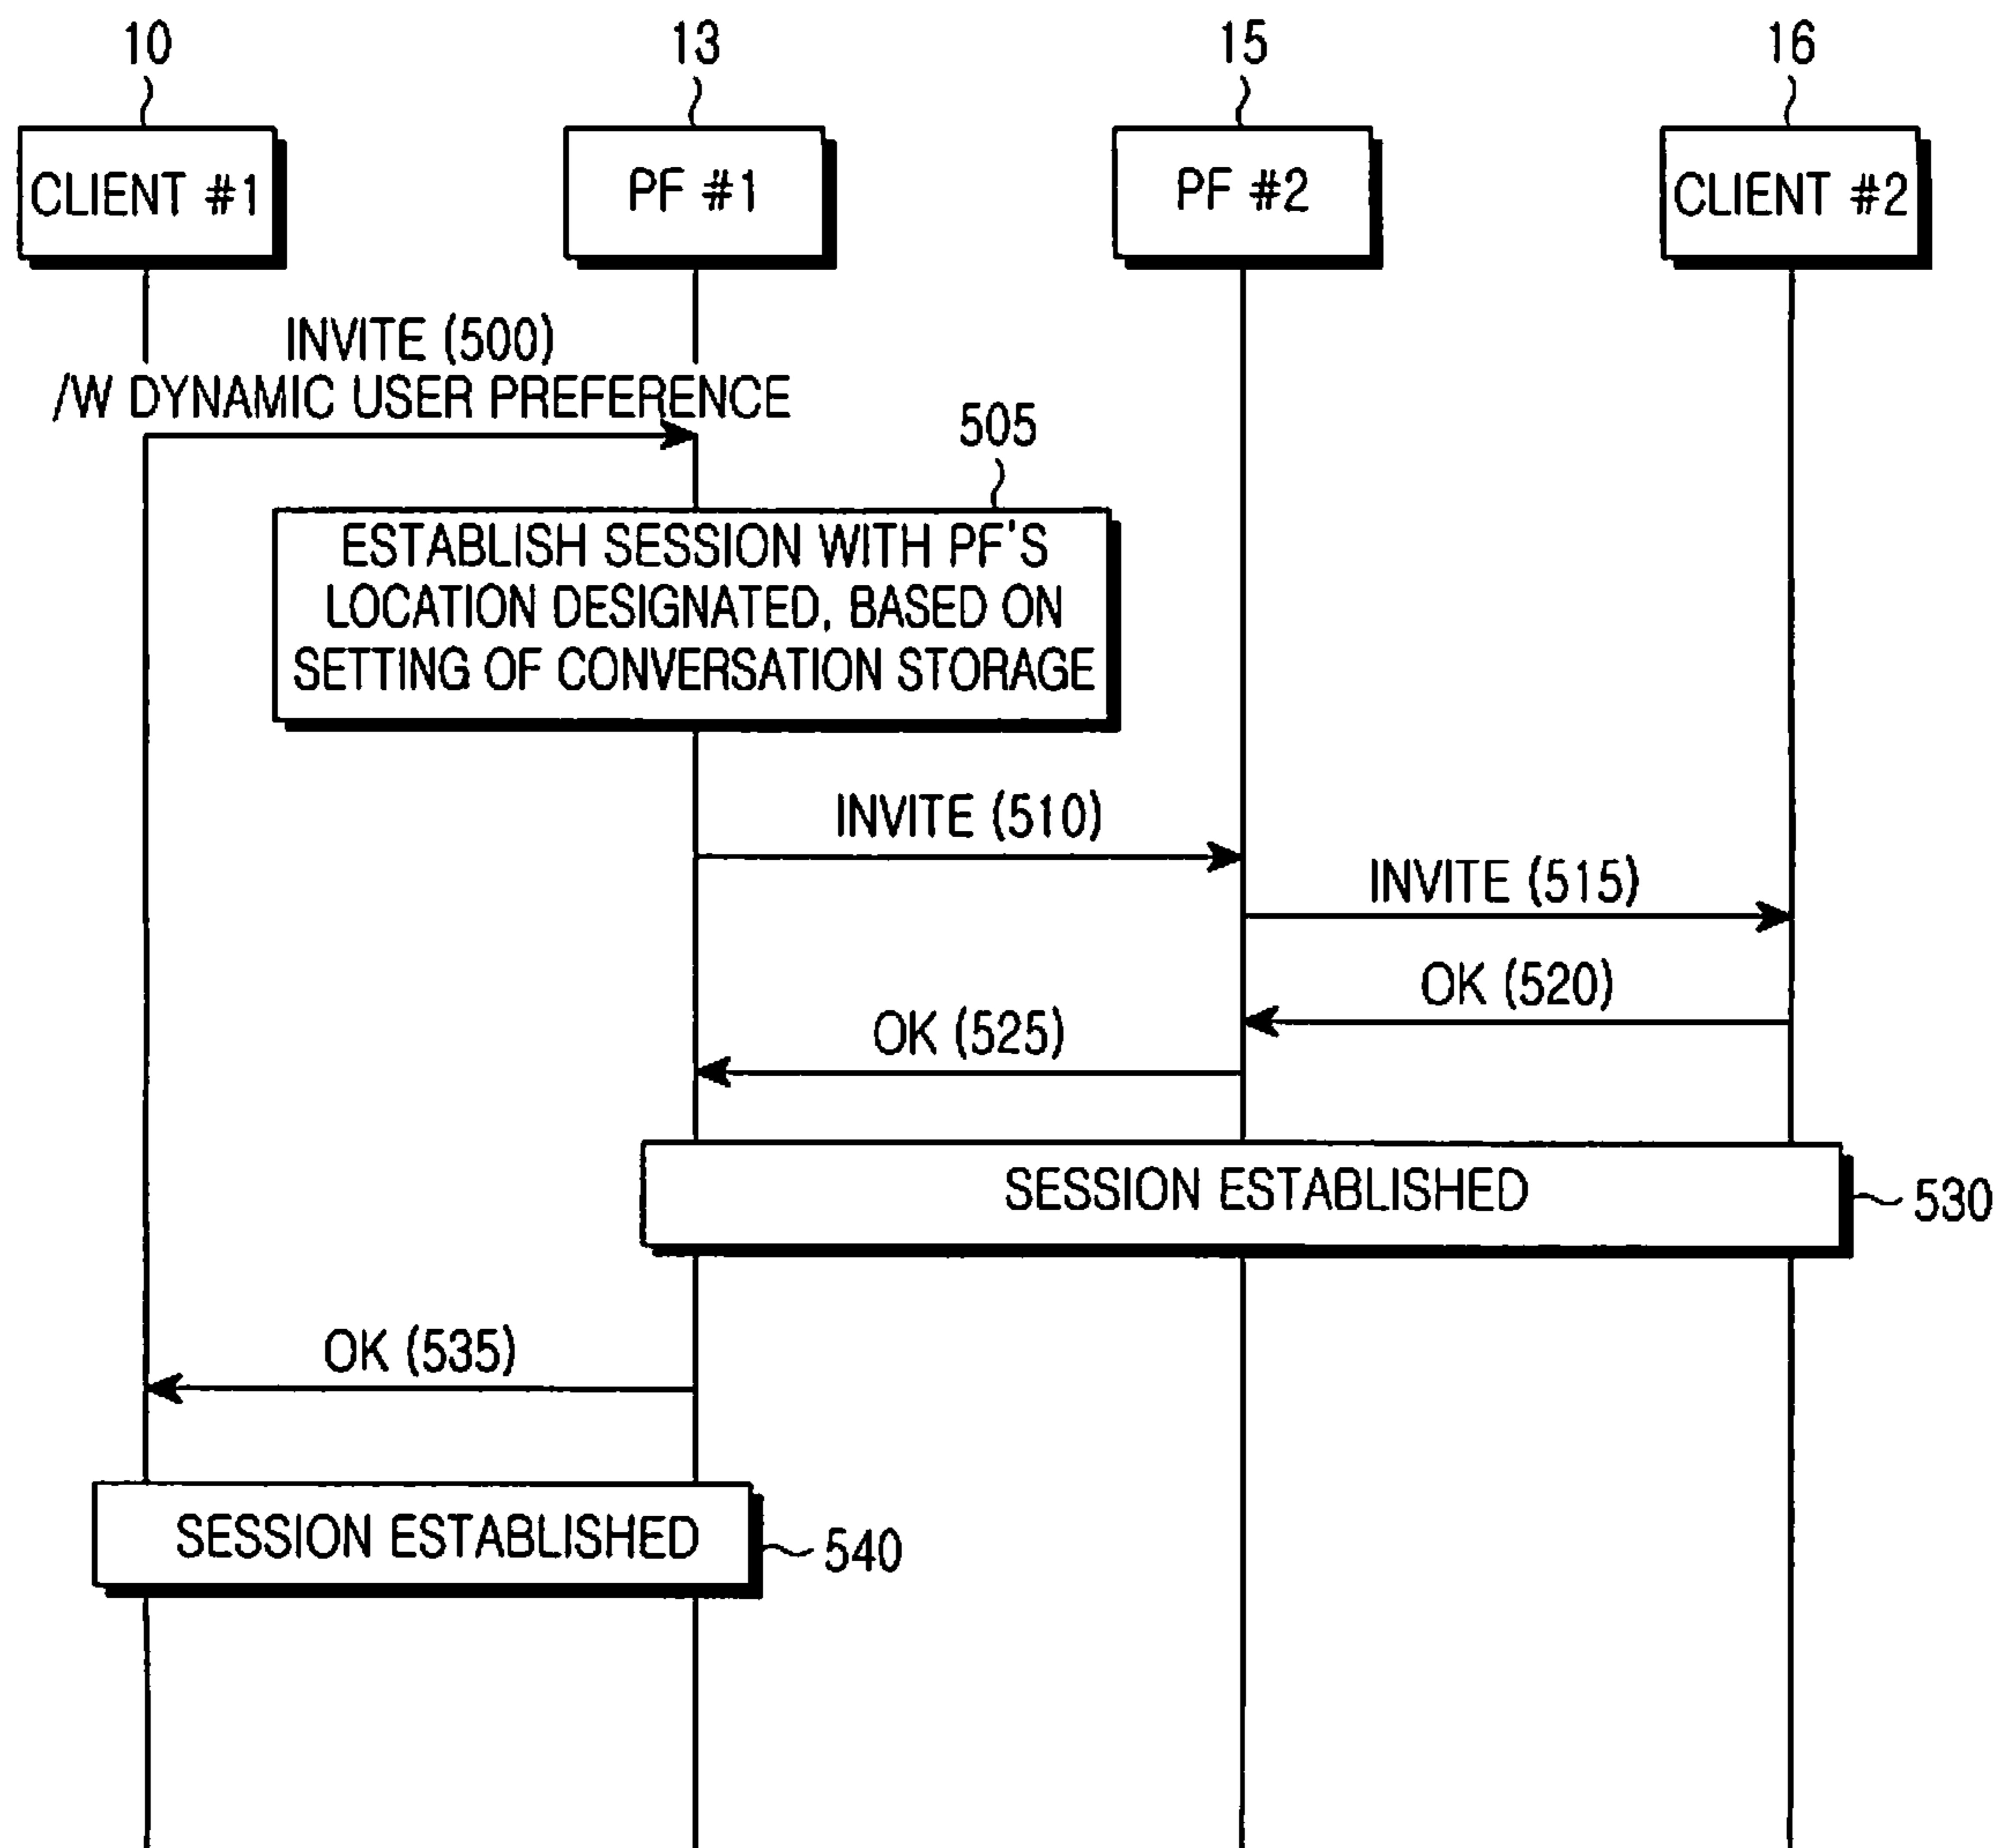 10
13
15
16
CLIENT #1
PF #1
PF #2
CLIENT #2
INVITE (500)
/W DYNAMIC USER PREFERENCE
505
ESTABLISH SESSION WITH PF'S
LOCATION DESIGNATED, BASED ON
SETTING OF CONVERSATION STORAGE
INVITE (510)
INVITE (515)
OK (520)
OK (525)
SESSION ESTABLISHED
530
OK (535)
SESSION ESTABLISHED
540